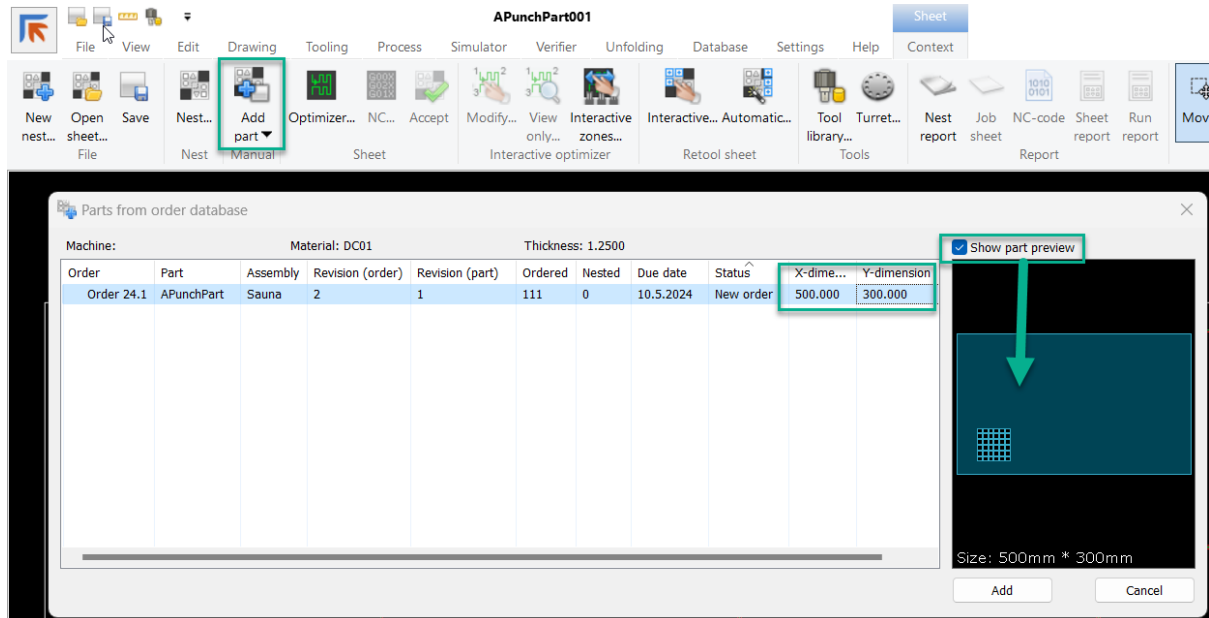 APunchPart001
Sheet
File View Edit Drawing Tooling Process Simulator Verifier Unfolding Database Settings Help Context
New nest...
Open sheet...
Save
Nest...
Add part
Optimizer...
NC...
Accept
Modify...
View only...
Interactive zones...
Interactive...
Automatic...
Tool library...
Turret...
Nest report
Job sheet
NC-code
Sheet report
Run report
Mov
File Nest Manual Sheet Interactive optimizer Retool sheet Tools Report
Parts from order database
Machine: Material: DC01 Thickness: 1.2500
Show part preview
Order Part Assembly Revision (order) Revision (part) Ordered Nested Due date Status X-dime... Y-dimension
Order 24.1 APunchPart Sauna 2 1 111 0 10.5.2024 New order 500.000 300.000
Size: 500mm * 300mm
Add Cancel